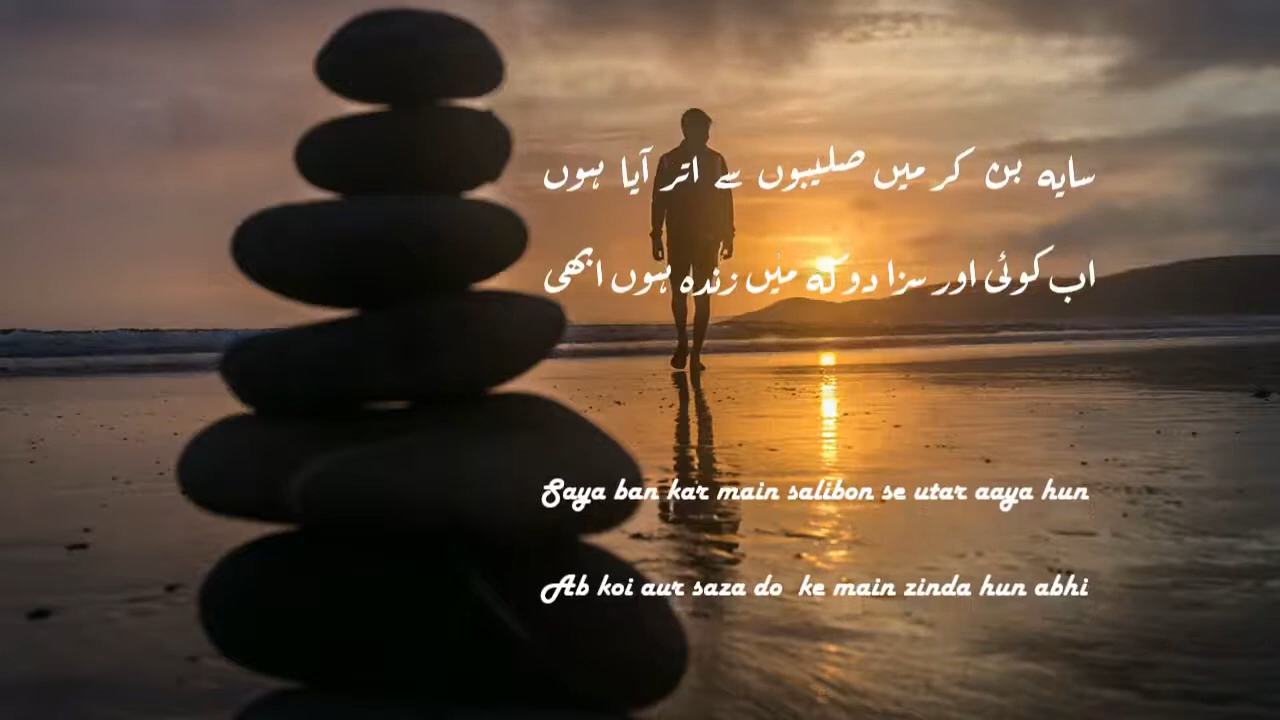 سایہ بن کر میں صلیبوں سے اتر آیا ہوں
اب کوئی اور سزا دو کہ میں زندہ ہوں ابھی
Saya ban kar main salibon se utar aaya hun
Ab koi aur saza do ke main zinda hun abhi